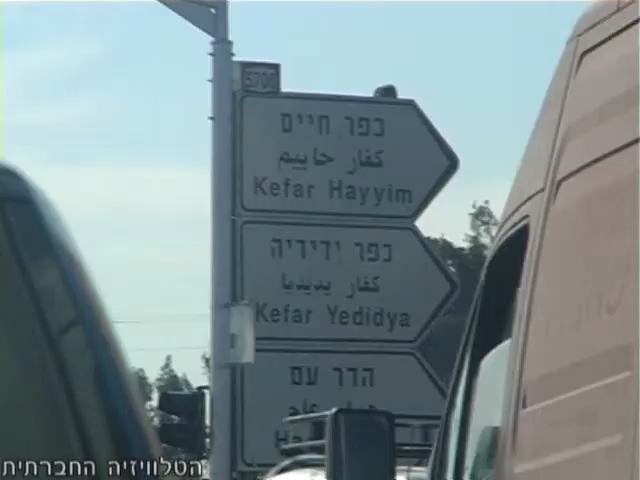 5700
כפר חיים
كفار حاييم
Kefar Hayyim
כפר ידידיה
كفار يديديا
Kefar Yedidya
הדר עם
הטלוויזיה החברתית